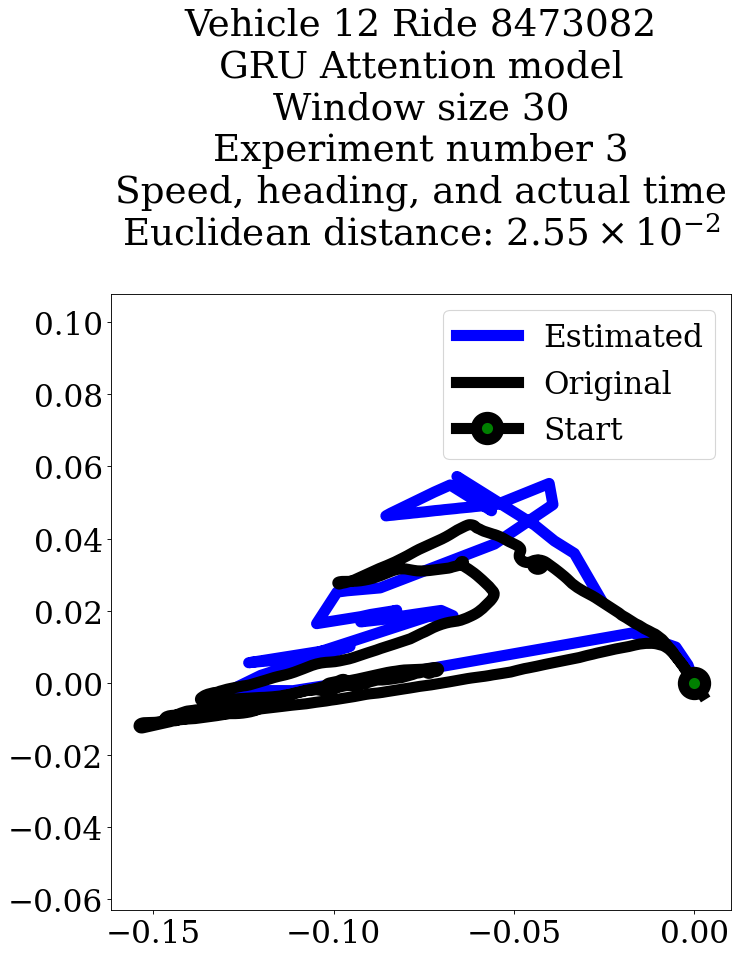 Vehicle 12 Ride 8473082
GRU Attention model
Window size 30
Experiment number 3
Speed, heading, and actual time
Euclidean distance: 2.55 × 10⁻²
Estimated
Original
Start
0.10
0.08
0.06
0.04
0.02
0.00
−0.02
−0.04
−0.06
−0.15 −0.10 −0.05 0.00